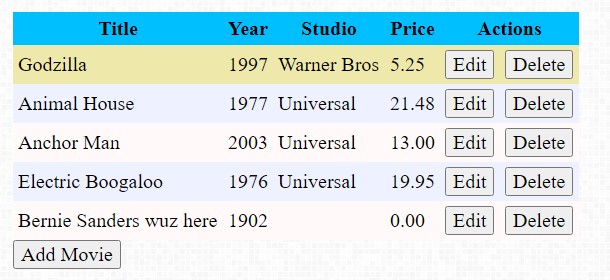 Title Year Studio Price Actions
Godzilla 1997 Warner Bros 5.25 Edit Delete
Animal House 1977 Universal 21.48 Edit Delete
Anchor Man 2003 Universal 13.00 Edit Delete
Electric Boogaloo 1976 Universal 19.95 Edit Delete
Bernie Sanders wuz here 1902 0.00 Edit Delete
Add Movie